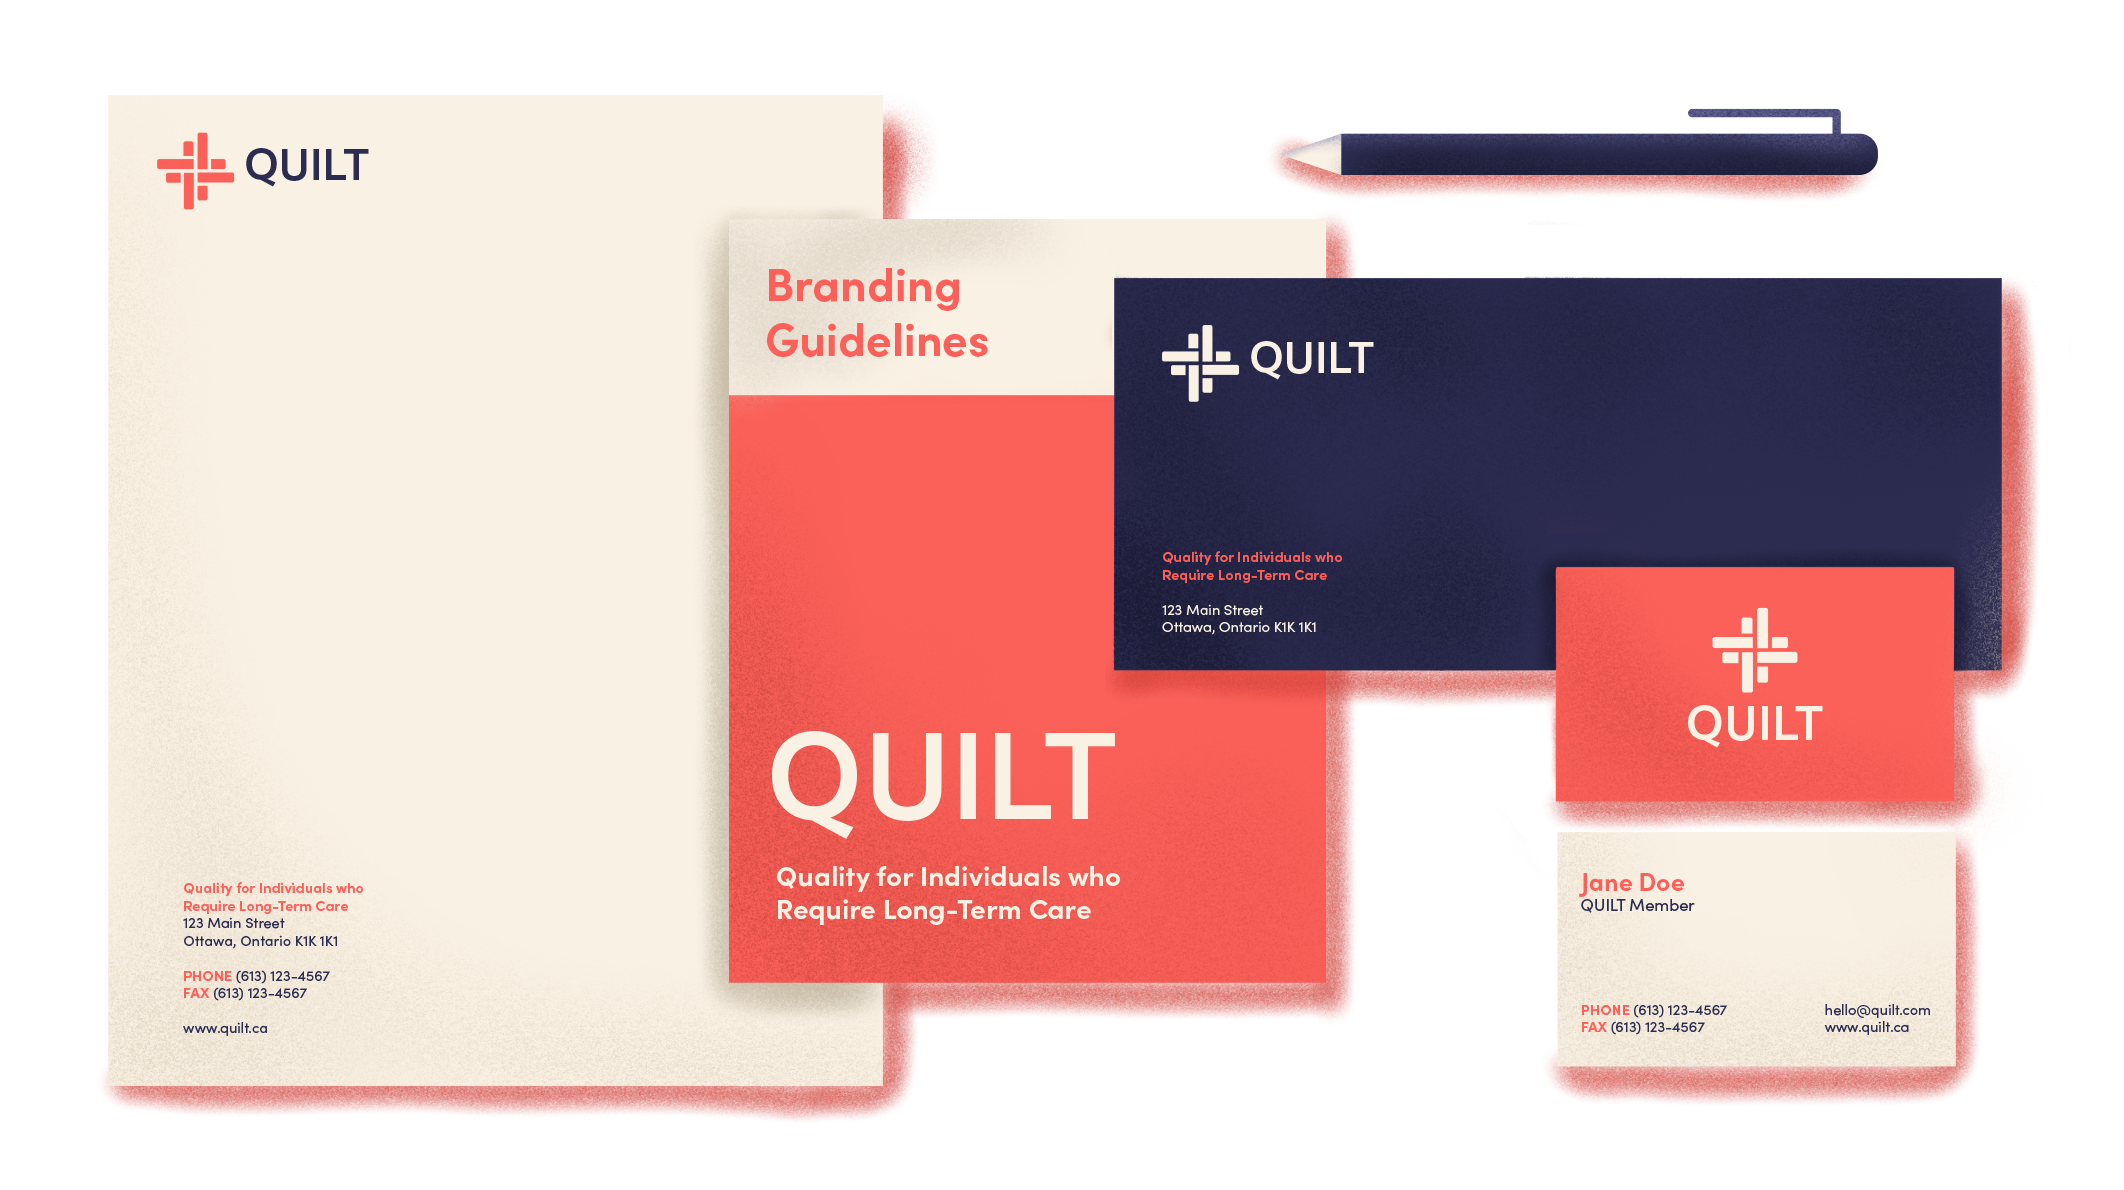 QUILT
Quality for Individuals who
Require Long-Term Care
123 Main Street
Ottawa, Ontario K1K 1K1
PHONE (613) 123-4567
FAX (613) 123-4567
www.quilt.ca
Branding
Guidelines
QUILT
Quality for Individuals who
Require Long-Term Care
QUILT
Quality for Individuals who
Require Long-Term Care
123 Main Street
Ottawa, Ontario K1K 1K1
QUILT
Jane Doe
QUILT Member
PHONE (613) 123-4567
FAX (613) 123-4567
hello@quilt.com
www.quilt.ca